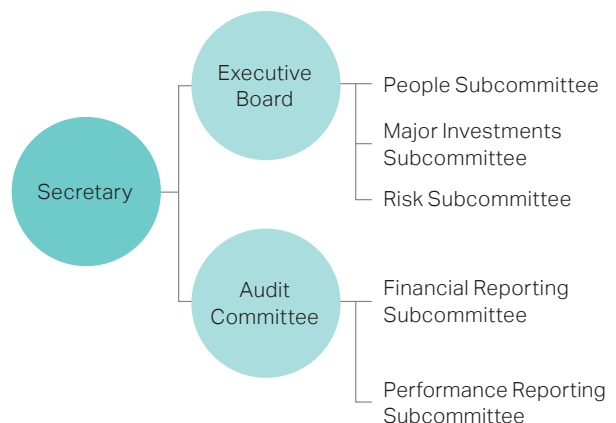 Executive
Board
People Subcommittee
Major Investments
Subcommittee
Secretary
Risk Subcommittee
Audit
Committee
Financial Reporting
Subcommittee
Performance Reporting
Subcommittee